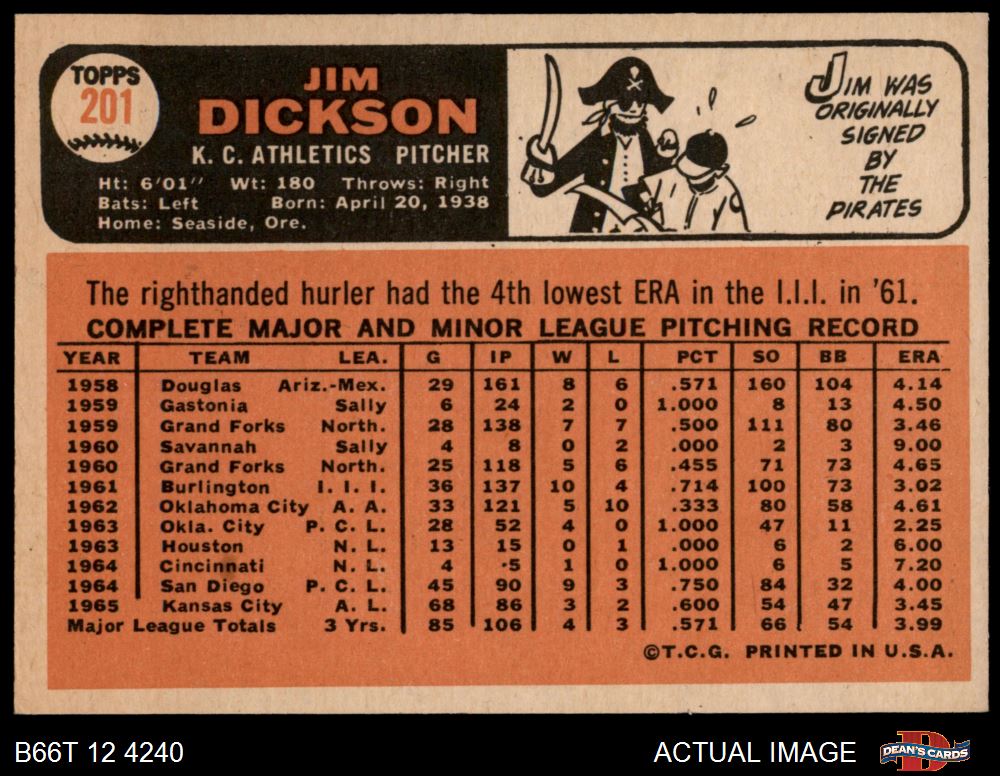 TOPPS
201
JIM
DICKSON
K. C. ATHLETICS PITCHER
Ht: 6'01" Wt: 180 Throws: Right
Bats: Left Born: April 20, 1938
Home: Seaside, Ore.
JIM WAS
ORIGINALLY
SIGNED
BY
THE
PIRATES
The righthanded hurler had the 4th lowest ERA in the I.I.I. in '61.
COMPLETE MAJOR AND MINOR LEAGUE PITCHING RECORD
YEAR TEAM LEA. G IP W L PCT SO BB ERA
1958 Douglas Ariz.-Mex. 29 161 8 6 .571 160 104 4.14
1959 Gastonia Sally 6 24 2 0 1.000 8 13 4.50
1959 Grand Forks North. 28 138 7 7 .500 111 80 3.46
1960 Savannah Sally 4 8 0 2 .000 2 3 9.00
1960 Grand Forks North. 25 118 5 6 .455 71 73 4.65
1961 Burlington I. I. I. 36 137 10 4 .714 100 73 3.02
1962 Oklahoma City A. A. 33 121 5 10 .333 80 58 4.61
1963 Okla. City P. C. L. 28 52 4 0 1.000 47 11 2.25
1963 Houston N. L. 13 15 0 1 .000 6 2 6.00
1964 Cincinnati N. L. 4 5 1 0 1.000 6 5 7.20
1964 San Diego P. C. L. 45 90 9 3 .750 84 32 4.00
1965 Kansas City A. L. 68 86 3 2 .600 54 47 3.45
Major League Totals 3 Yrs. 85 106 4 3 .571 66 54 3.99
©T.C.G. PRINTED IN U.S.A.
B66T 12 4240 ACTUAL IMAGE DEAN'S CARDS